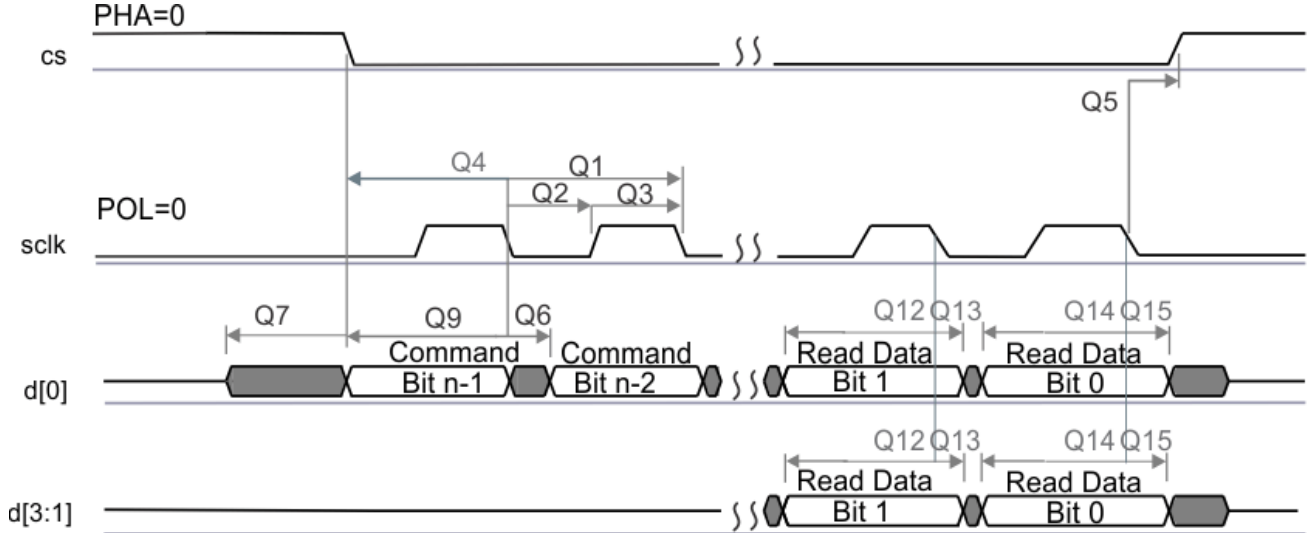 PHA=0
cs
Q5
Q4 Q1
Q2 Q3
POL=0
sclk
Q7 Q9 Q6 Q12 Q13 Q14 Q15
Command Command Read Data Read Data
d[0] Bit n-1 Bit n-2 Bit 1 Bit 0
Q12 Q13 Q14 Q15
Read Data Read Data
d[3:1] Bit 1 Bit 0